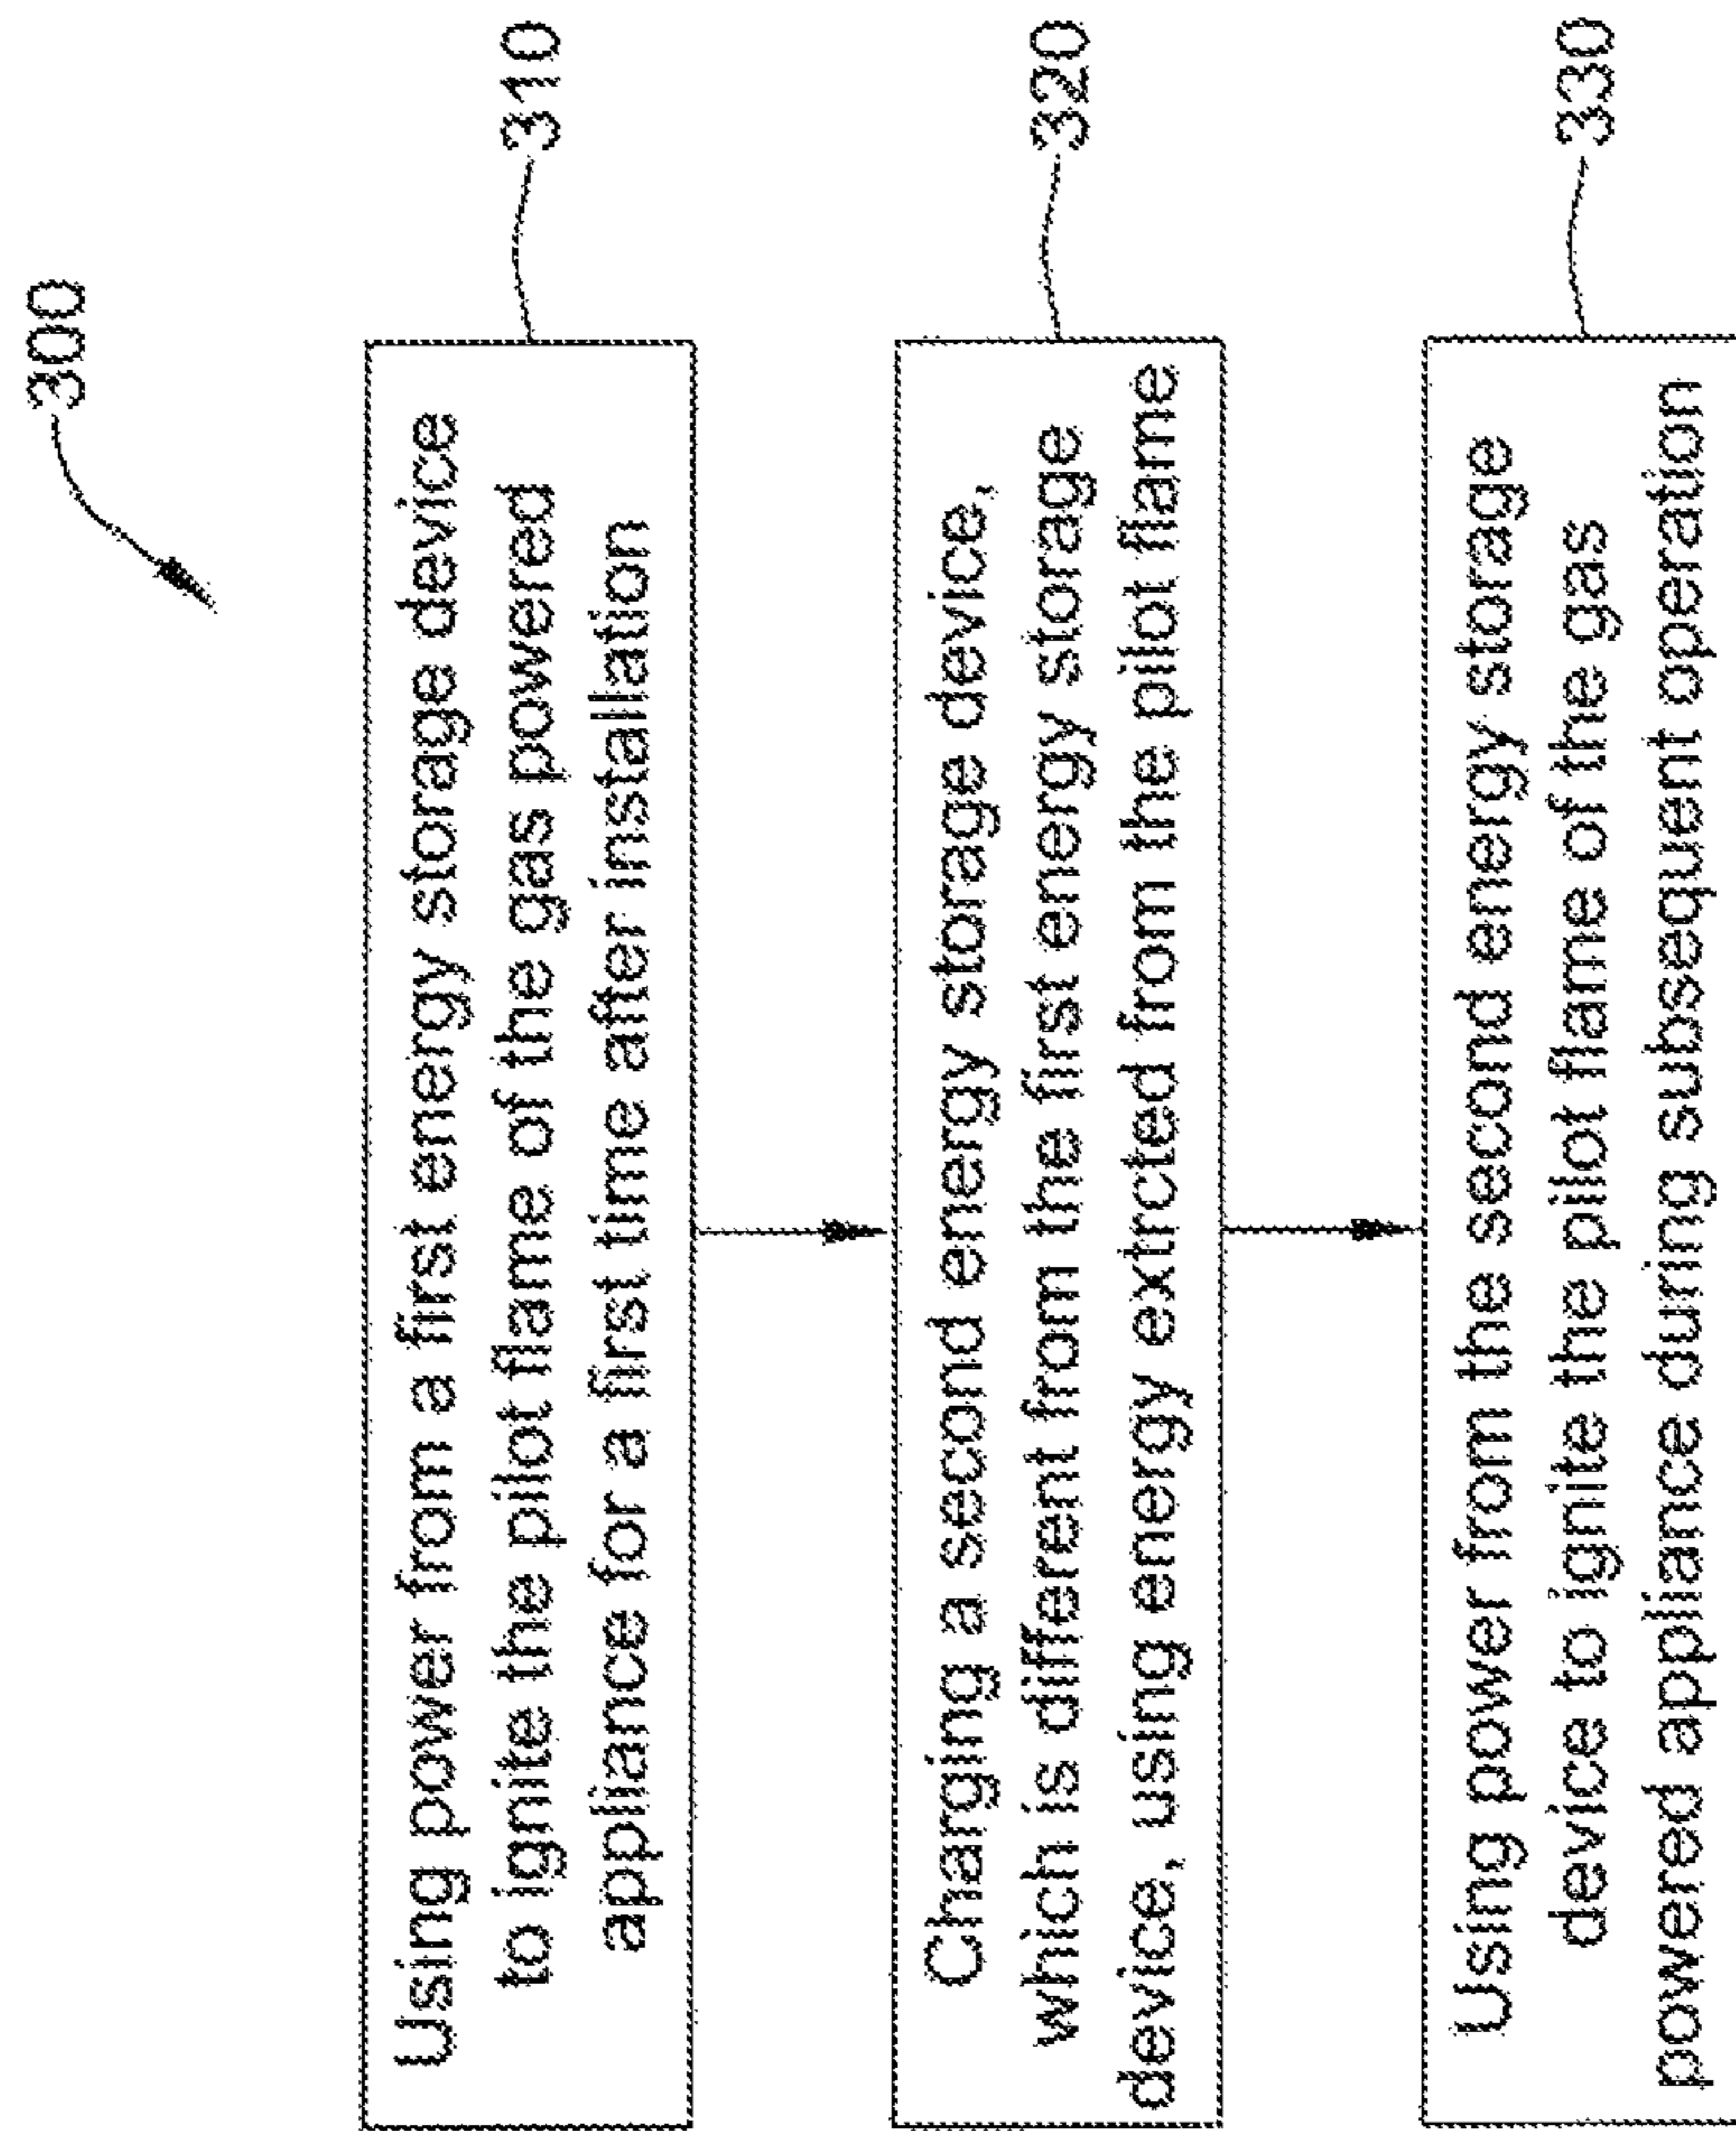 300
Using power from a first energy storage device
to ignite the pilot flame of the gas powered
appliance for a first time after installation
310
Charging a second energy storage device,
which is different from the first energy storage
device, using energy extrcted from the pilot flame
320
Using power from the second energy storage
device to ignite the pilot flame of the gas
powered appliance during subsequent operation
330